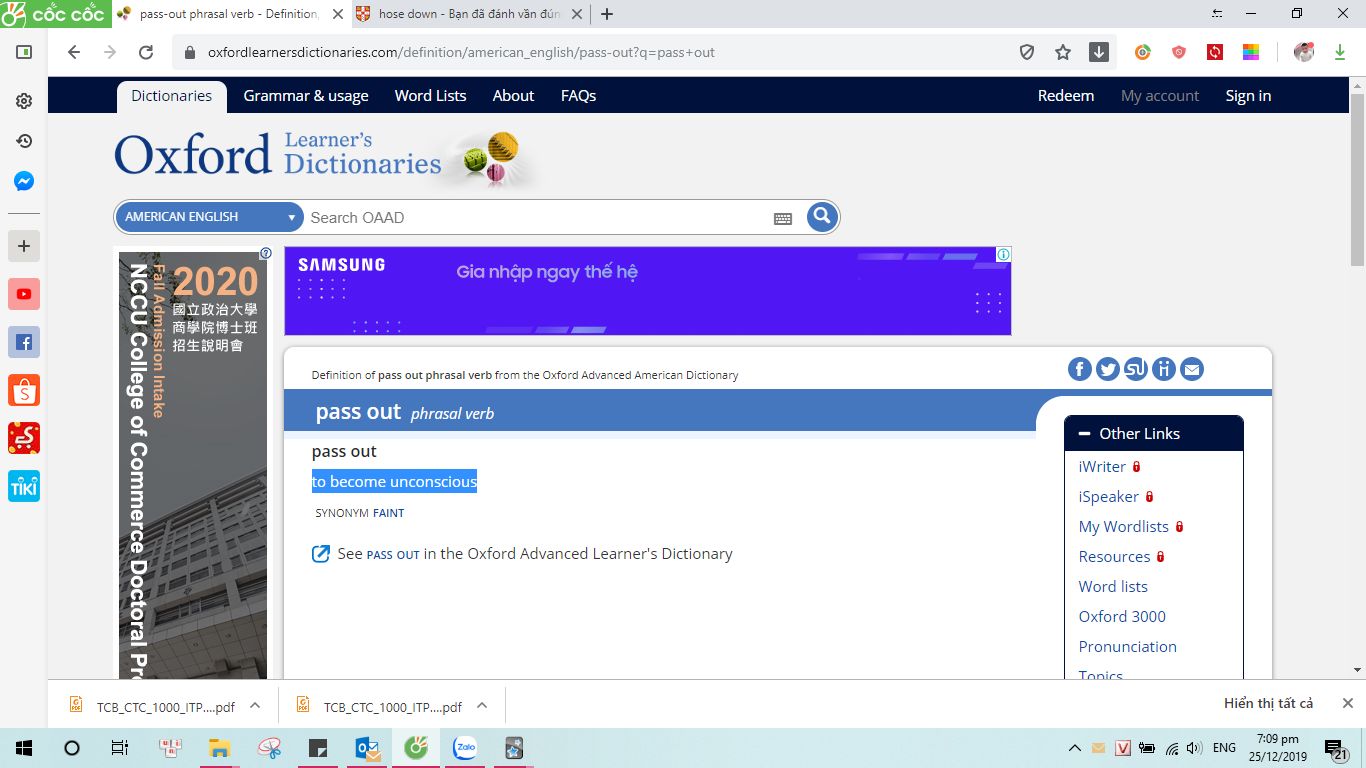 cốc cốc
pass-out phrasal verb - Definition,
hose down - Bạn đã đánh vần đún
oxfordlearnersdictionaries.com/definition/american_english/pass-out?q=pass+out
Dictionaries
Grammar & usage
Word Lists
About
FAQs
Redeem
My account
Sign in
Oxford
Learner's
Dictionaries
AMERICAN ENGLISH
Search OAAD
2020
國立政治大學
商學院博士班
招生說明會
Fall Admission Intake
NCCU College of Commerce Doctoral Pro
SAMSUNG
Gia nhập ngay thế hệ
Definition of pass out phrasal verb from the Oxford Advanced American Dictionary
pass out phrasal verb
pass out
to become unconscious
SYNONYM FAINT
See PASS OUT in the Oxford Advanced Learner's Dictionary
Other Links
iWriter
iSpeaker
My Wordlists
Resources
Word lists
Oxford 3000
Pronunciation
Topics
TIKI
TCB_CTC_1000_ITP....pdf
TCB_CTC_1000_ITP....pdf
Hiển thị tất cả
Zalo
ENG
7:09 pm
25/12/2019
21